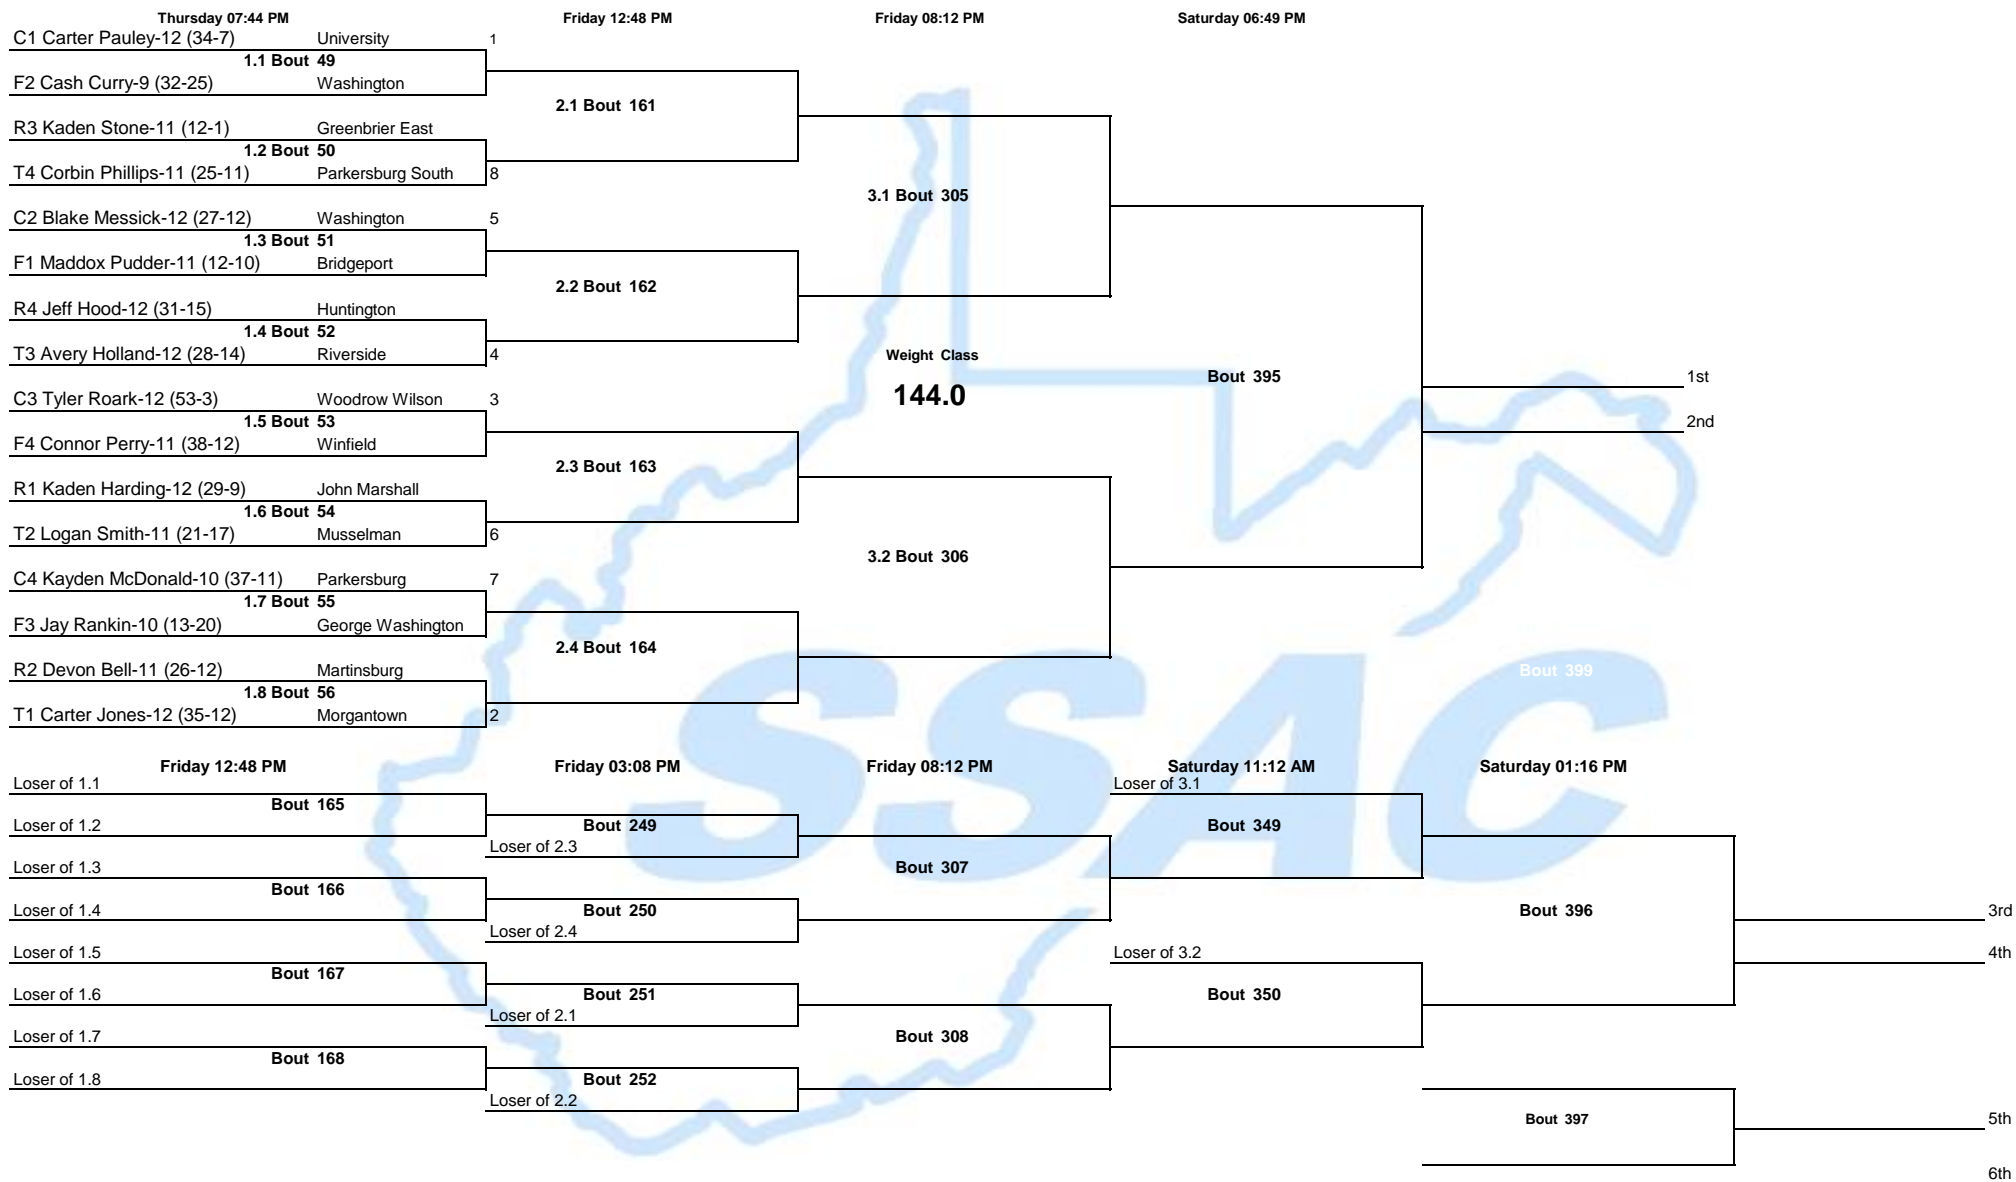 Thursday 07:44 PM Friday 12:48 PM Friday 08:12 PM Saturday 06:49 PM
C1 Carter Pauley-12 (34-7) University 1
1.1 Bout 49
F2 Cash Curry-9 (32-25) Washington
2.1 Bout 161
R3 Kaden Stone-11 (12-1) Greenbrier East
1.2 Bout 50
T4 Corbin Phillips-11 (25-11) Parkersburg South 8
3.1 Bout 305
C2 Blake Messick-12 (27-12) Washington 5
1.3 Bout 51
F1 Maddox Pudder-11 (12-10) Bridgeport
2.2 Bout 162
R4 Jeff Hood-12 (31-15) Huntington
1.4 Bout 52
T3 Avery Holland-12 (28-14) Riverside 4
Weight Class
Bout 395
1st
144.0
C3 Tyler Roark-12 (53-3) Woodrow Wilson 3
1.5 Bout 53
2nd
F4 Connor Perry-11 (38-12) Winfield
2.3 Bout 163
R1 Kaden Harding-12 (29-9) John Marshall
1.6 Bout 54
T2 Logan Smith-11 (21-17) Musselman 6
3.2 Bout 306
C4 Kayden McDonald-10 (37-11) Parkersburg 7
1.7 Bout 55
F3 Jay Rankin-10 (13-20) George Washington
2.4 Bout 164
R2 Devon Bell-11 (26-12) Martinsburg
Bout 399
1.8 Bout 56
T1 Carter Jones-12 (35-12) Morgantown 2
SSAC
Friday 12:48 PM Friday 03:08 PM Friday 08:12 PM Saturday 11:12 AM Saturday 01:16 PM
Loser of 1.1 Loser of 3.1
Bout 165
Loser of 1.2 Bout 249 Bout 349
Loser of 2.3
Loser of 1.3 Bout 307
Bout 166
Loser of 1.4 Bout 250 Bout 396 3rd
Loser of 2.4
Loser of 1.5 Loser of 3.2 4th
Bout 167
Loser of 1.6 Bout 251 Bout 350
Loser of 2.1
Loser of 1.7 Bout 308
Bout 168
Loser of 1.8 Bout 252
Loser of 2.2
Bout 397 5th
6th